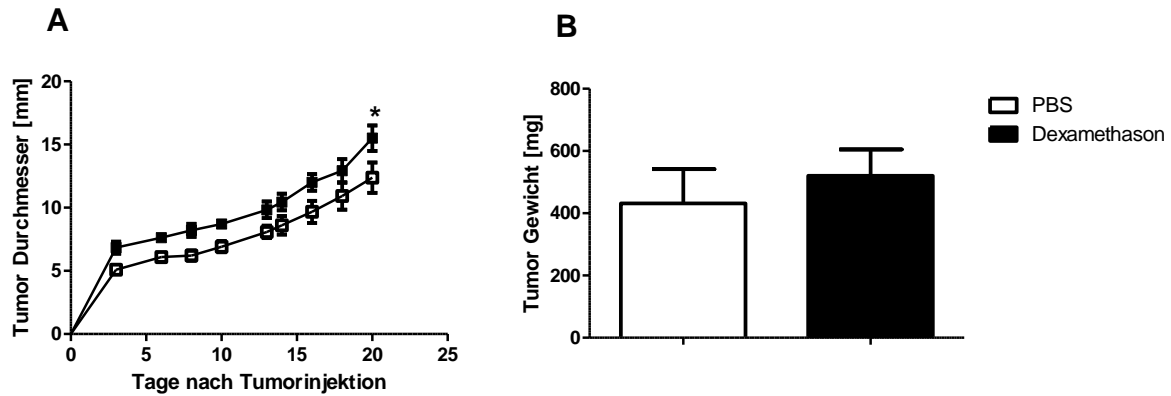 A
Tumor Durchmesser [mm]
20
15
10
5
0
*
0 5 10 15 20 25
Tage nach Tumorinjektion
B
Tumor Gewicht [mg]
800
600
400
200
0
PBS
Dexamethason